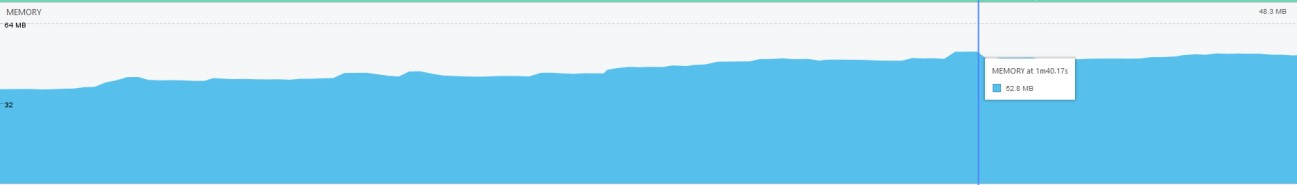 MEMORY
48.3 MB
64 MB
MEMORY at 1m40.17s
52.8 MB
32